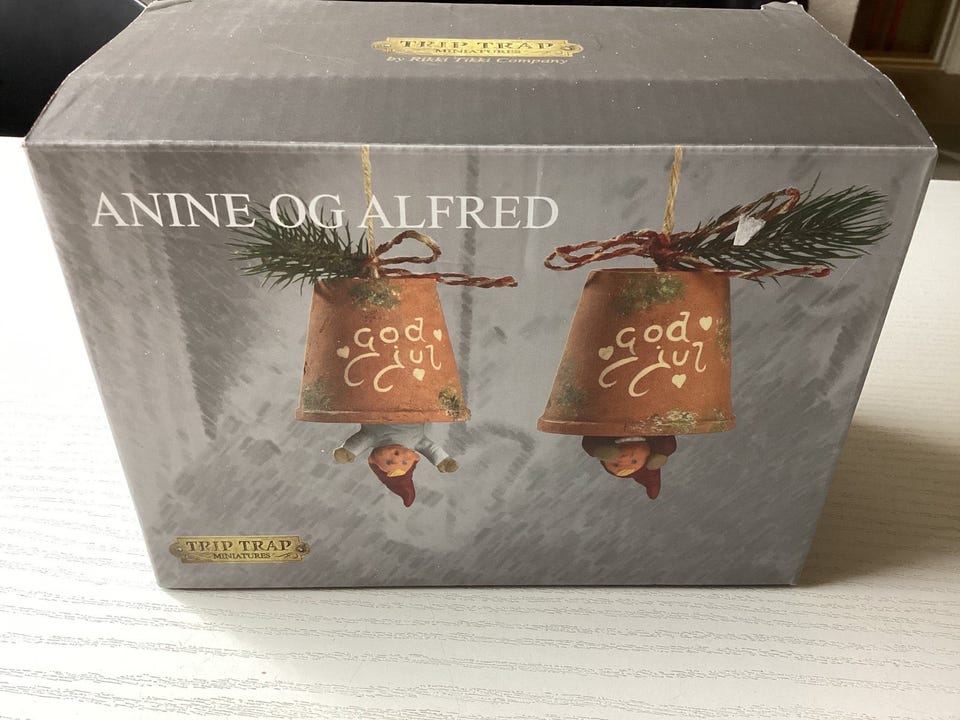 TRIP TRAP
MINIATURES
by Rikki Tikki Company
ANINE OG ALFRED
God
jul
God
jul
TRIP TRAP
MINIATURES